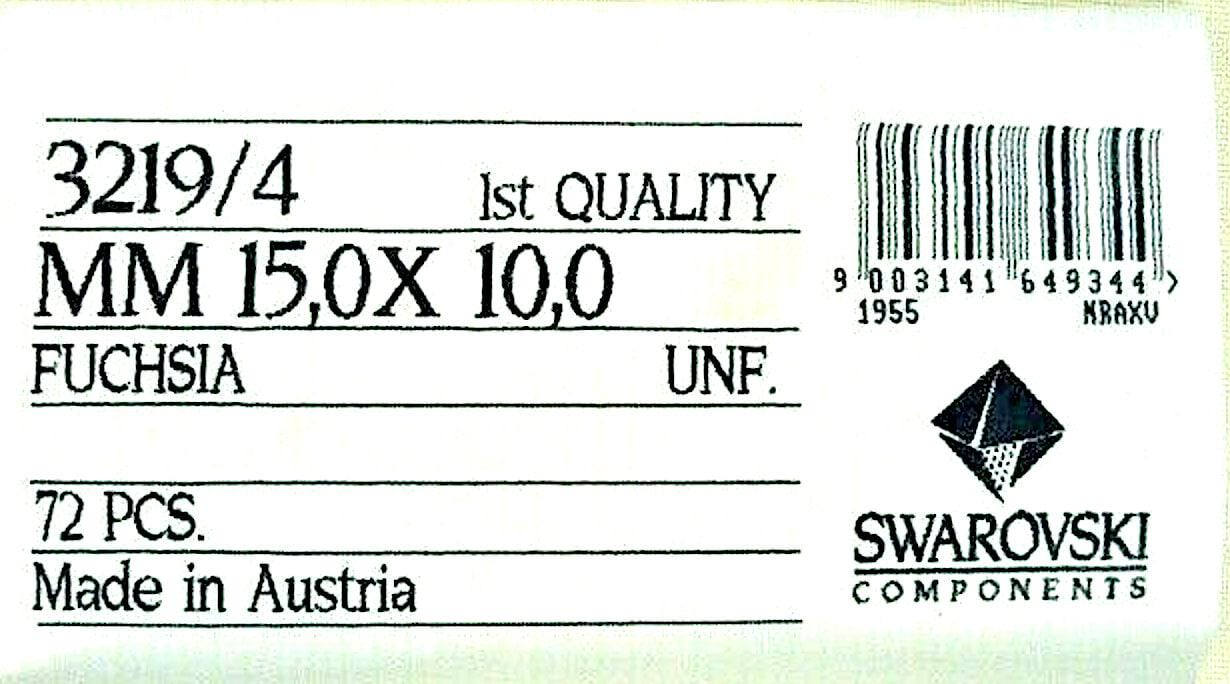 3219/4 1st QUALITY
MM 15,0X 10,0
FUCHSIA UNF.
72 PCS.
Made in Austria
9 003141 649344 >
1955 NRAXV
SWAROVSKI
COMPONENTS